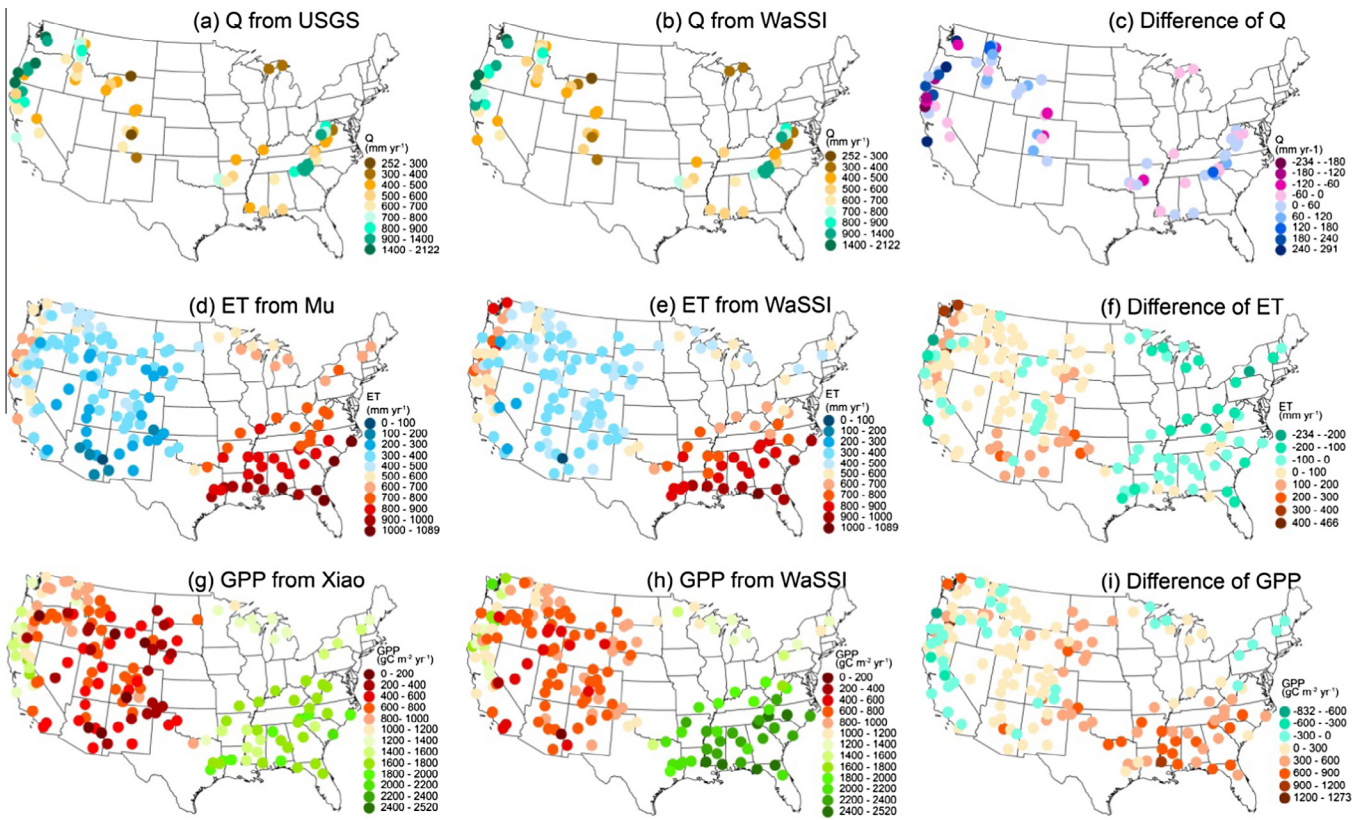 (a) Q from USGS
Q
(mm yr⁻¹)
252 - 300
300 - 400
400 - 500
500 - 600
600 - 700
700 - 800
800 - 900
900 - 1400
1400 - 2122
(b) Q from WaSSI
Q
(mm yr⁻¹)
252 - 300
300 - 400
400 - 500
500 - 600
600 - 700
700 - 800
800 - 900
900 - 1400
1400 - 2122
(c) Difference of Q
Q
(mm yr-1)
-234 - -180
-180 - -120
-120 - -60
-60 - 0
0 - 60
60 - 120
120 - 180
180 - 240
240 - 291
(d) ET from Mu
ET
(mm yr⁻¹)
0 - 100
100 - 200
200 - 300
300 - 400
400 - 500
500 - 600
600 - 700
700 - 800
800 - 900
900 - 1000
1000 - 1089
(e) ET from WaSSI
ET
(mm yr⁻¹)
0 - 100
100 - 200
200 - 300
300 - 400
400 - 500
500 - 600
600 - 700
700 - 800
800 - 900
900 - 1000
1000 - 1089
(f) Difference of ET
ET
(mm yr⁻¹)
-234 - -200
-200 - -100
-100 - 0
0 - 100
100 - 200
200 - 300
300 - 400
400 - 466
(g) GPP from Xiao
GPP
(gC m⁻² yr⁻¹)
0 - 200
200 - 400
400 - 600
600 - 800
800- 1000
1000 - 1200
1200 - 1400
1400 - 1600
1600 - 1800
1800 - 2000
2000 - 2200
2200 - 2400
2400 - 2520
(h) GPP from WaSSI
GPP
(gC m⁻² yr⁻¹)
0 - 200
200 - 400
400 - 600
600 - 800
800- 1000
1000 - 1200
1200 - 1400
1400 - 1600
1600 - 1800
1800 - 2000
2000 - 2200
2200 - 2400
2400 - 2520
(i) Difference of GPP
GPP
(gC m⁻² yr⁻¹)
-832 - -600
-600 - -300
-300 - 0
0 - 300
300 - 600
600 - 900
900 - 1200
1200 - 1273